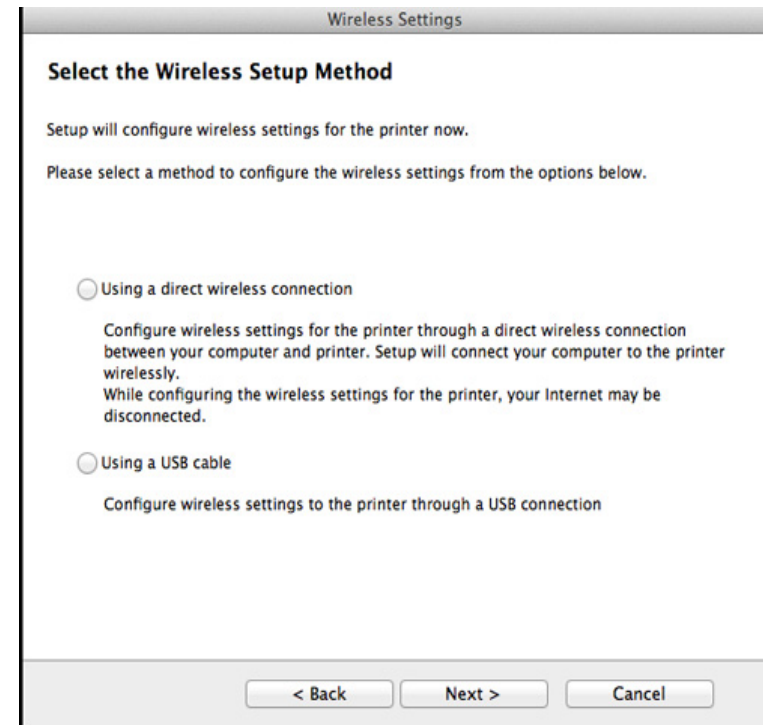 Wireless Settings
Select the Wireless Setup Method
Setup will configure wireless settings for the printer now.
Please select a method to configure the wireless settings from the options below.
Using a direct wireless connection
Configure wireless settings for the printer through a direct wireless connection
between your computer and printer. Setup will connect your computer to the printer
wirelessly.
While configuring the wireless settings for the printer, your Internet may be
disconnected.
Using a USB cable
Configure wireless settings to the printer through a USB connection
< Back Next > Cancel